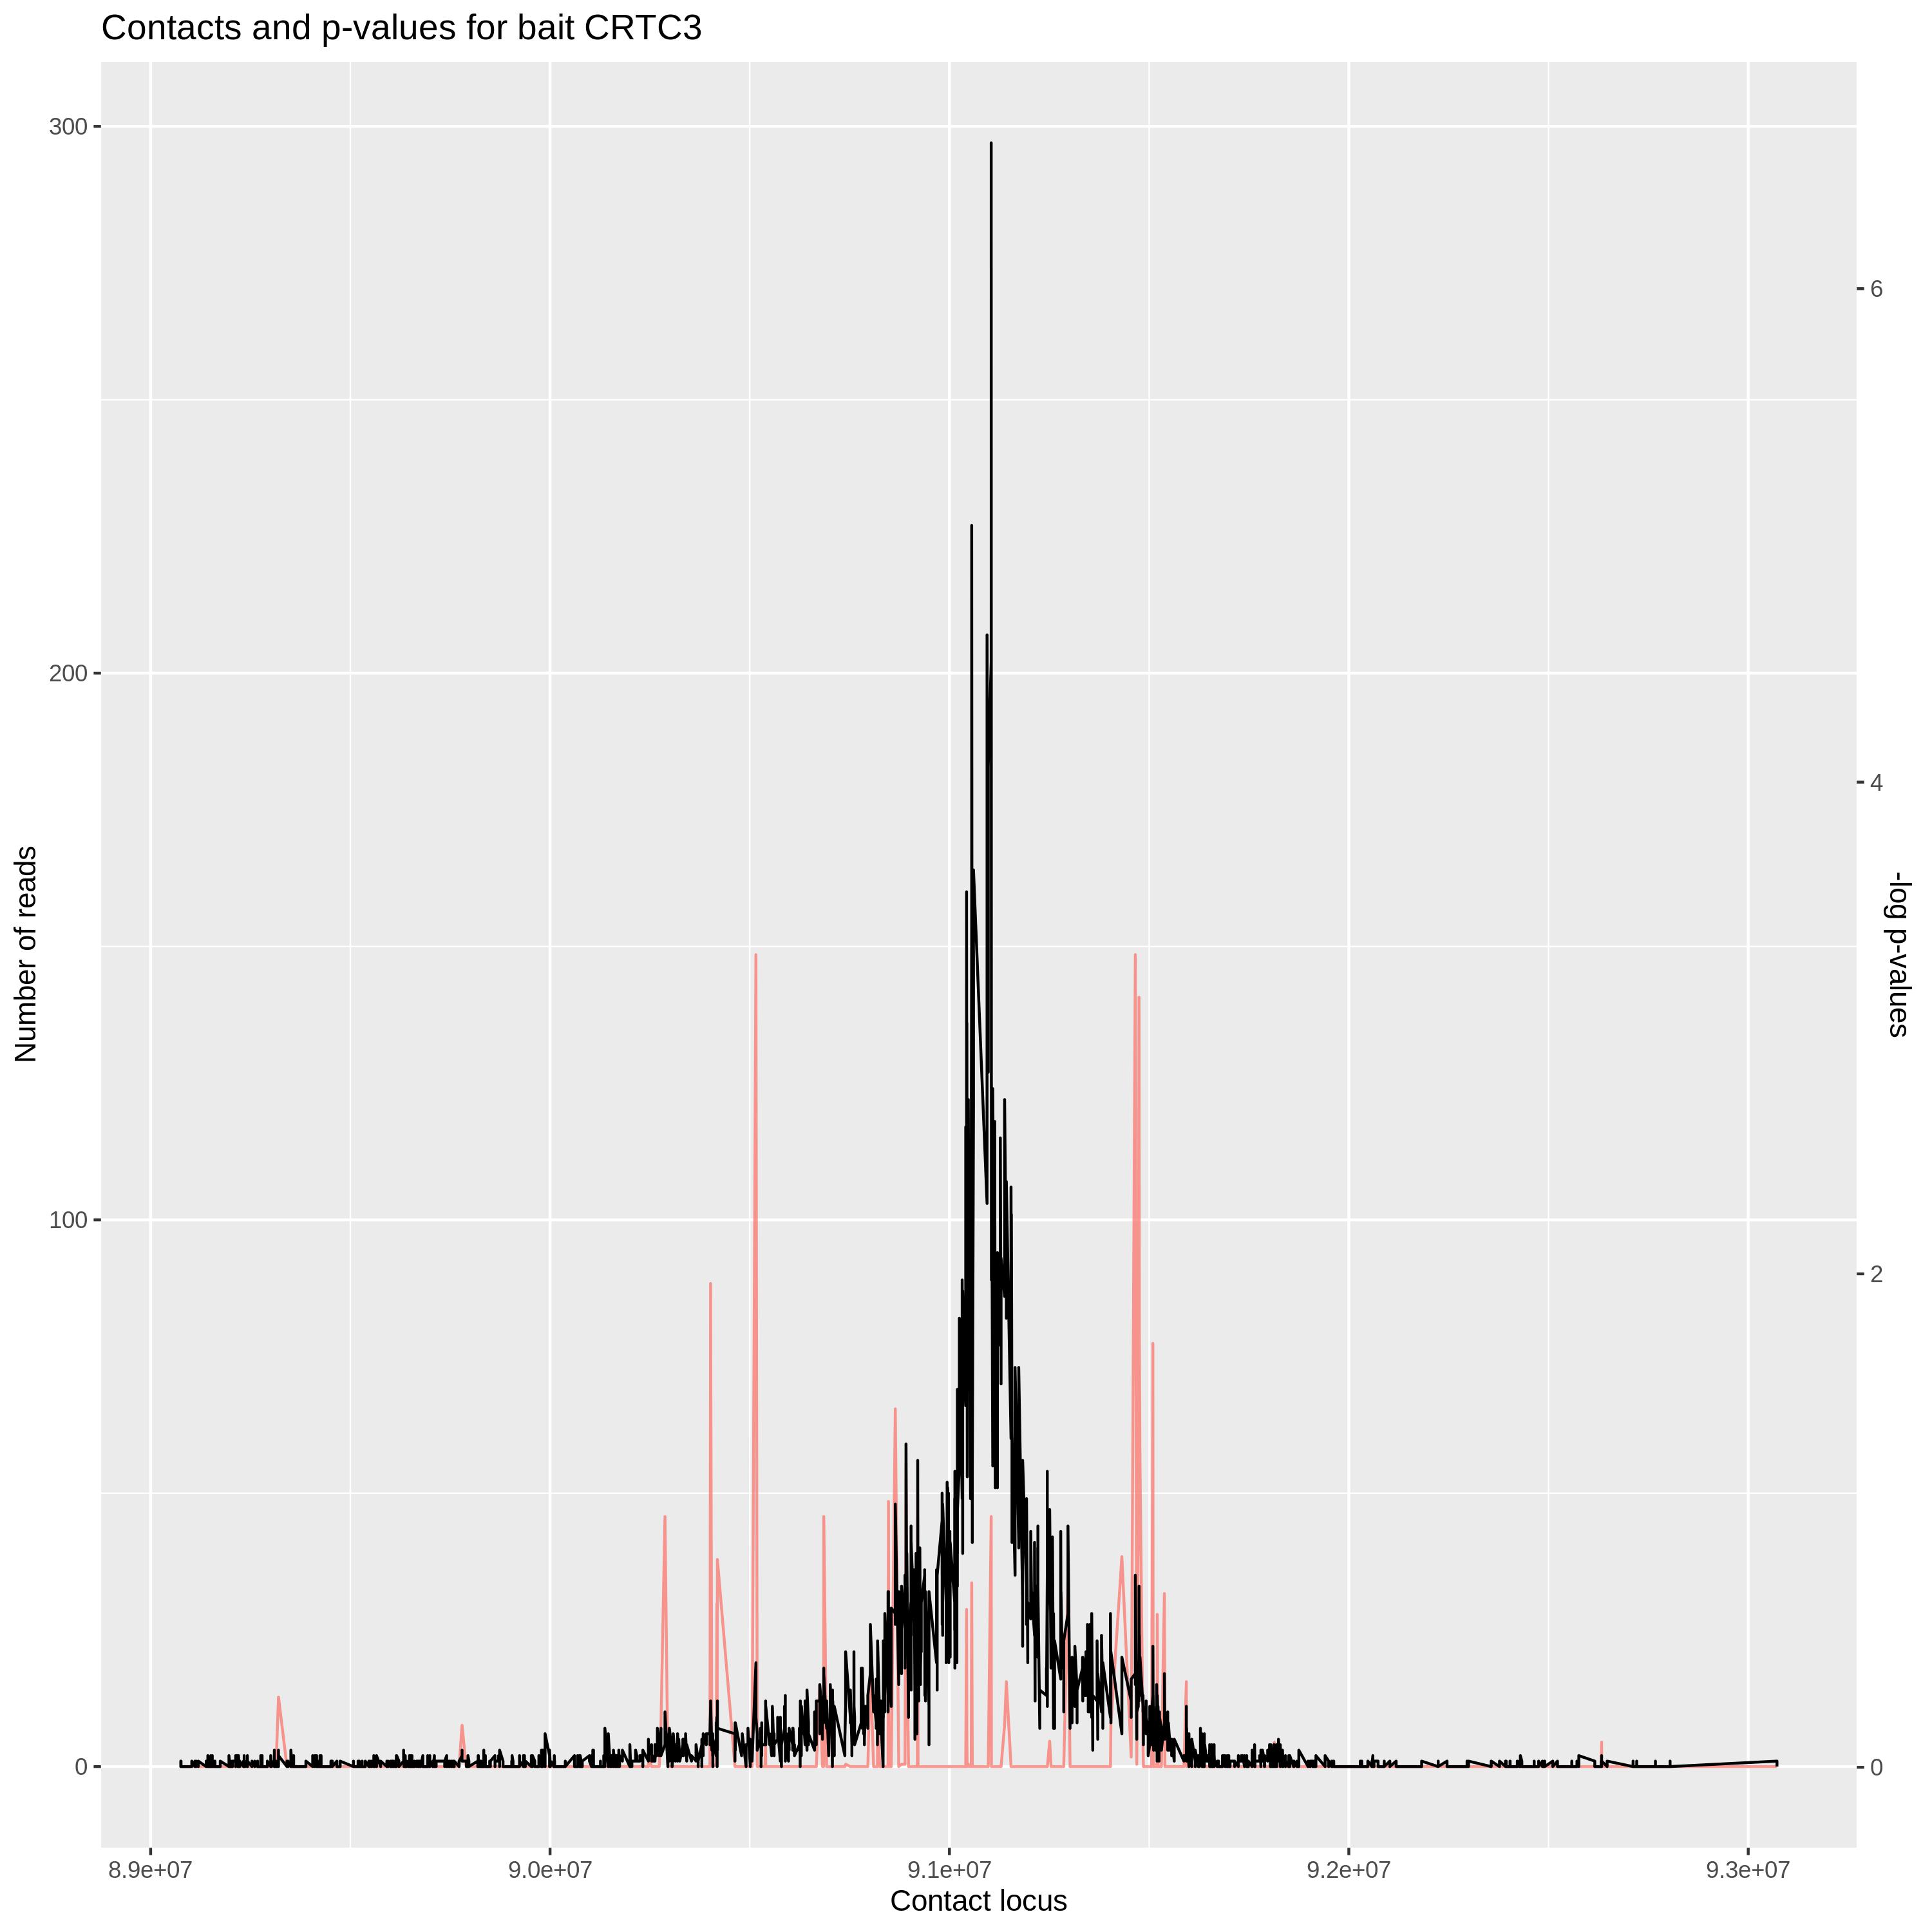 Contacts and p-values for bait CRTC3
300
200
100
0
Number of reads
6
4
2
0
-log p-values
8.9e+07
9.0e+07
9.1e+07
9.2e+07
9.3e+07
Contact locus